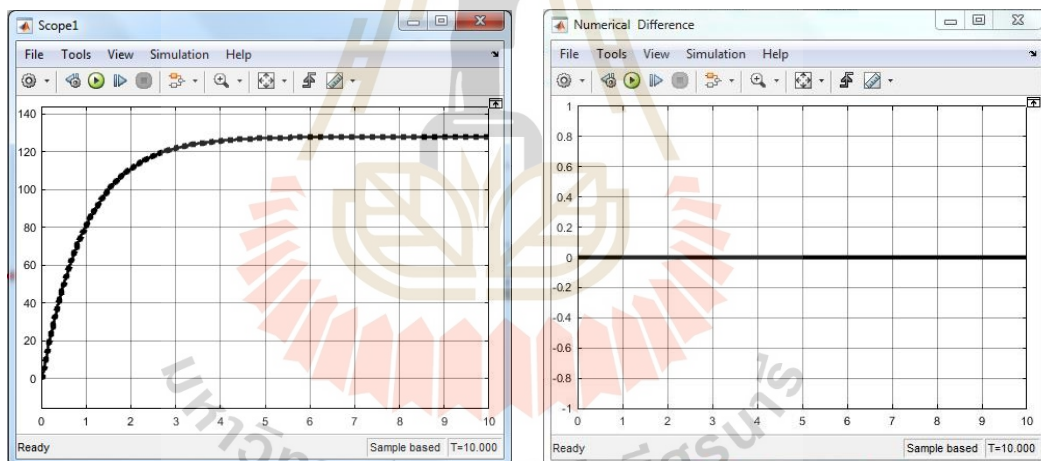 Scope1
File Tools View Simulation Help
140
120
100
80
60
40
20
0
0 1 2 3 4 5 6 7 8 9 10
Ready Sample based T=10.000
Numerical Difference
File Tools View Simulation Help
1
0.8
0.6
0.4
0.2
0
-0.2
-0.4
-0.6
-0.8
-1
0 1 2 3 4 5 6 7 8 9 10
Ready Sample based T=10.000